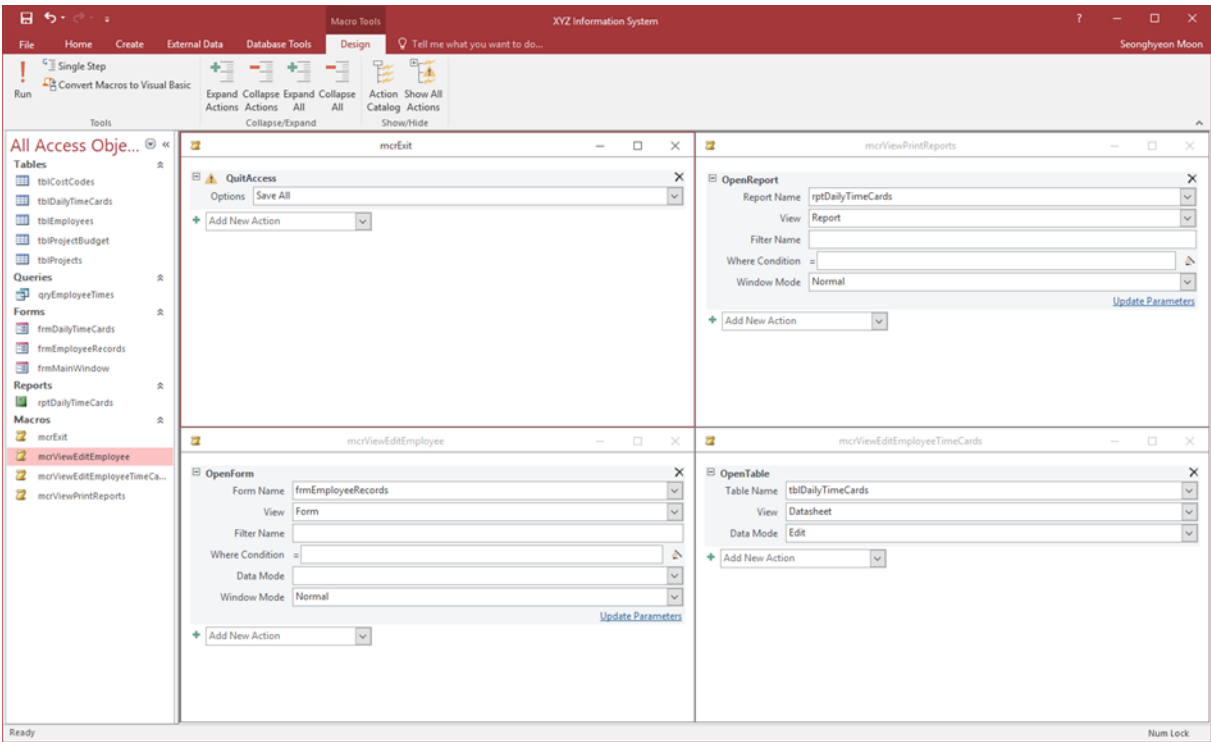 XYZ Information System
Macro Tools
File Home Create External Data Database Tools Design Tell me what you want to do... Seonghyeon Moon
Run
Single Step
Convert Macros to Visual Basic
Tools
Expand Actions
Collapse Actions
Expand All
Collapse All
Collapse/Expand
Action Catalog
Show All Actions
Show/Hide
All Access Obje...
Tables
tblCostCodes
tblDailyTimeCards
tblEmployees
tblProjectBudget
tblProjects
Queries
qryEmployeeTimes
Forms
frmDailyTimeCards
frmEmployeeRecords
frmMainWindow
Reports
rptDailyTimeCards
Macros
mcrExit
mcrViewEditEmployee
mcrViewEditEmployeeTimeCa...
mcrViewPrintReports
mcrExit
QuitAccess
Options Save All
Add New Action
mcrViewPrintReports
OpenReport
Report Name rptDailyTimeCards
View Report
Filter Name
Where Condition =
Window Mode Normal
Update Parameters
Add New Action
mcrViewEditEmployee
OpenForm
Form Name frmEmployeeRecords
View Form
Filter Name
Where Condition =
Data Mode
Window Mode Normal
Update Parameters
Add New Action
mcrViewEditEmployeeTimeCards
OpenTable
Table Name tblDailyTimeCards
View Datasheet
Data Mode Edit
Add New Action
Ready
Num Lock